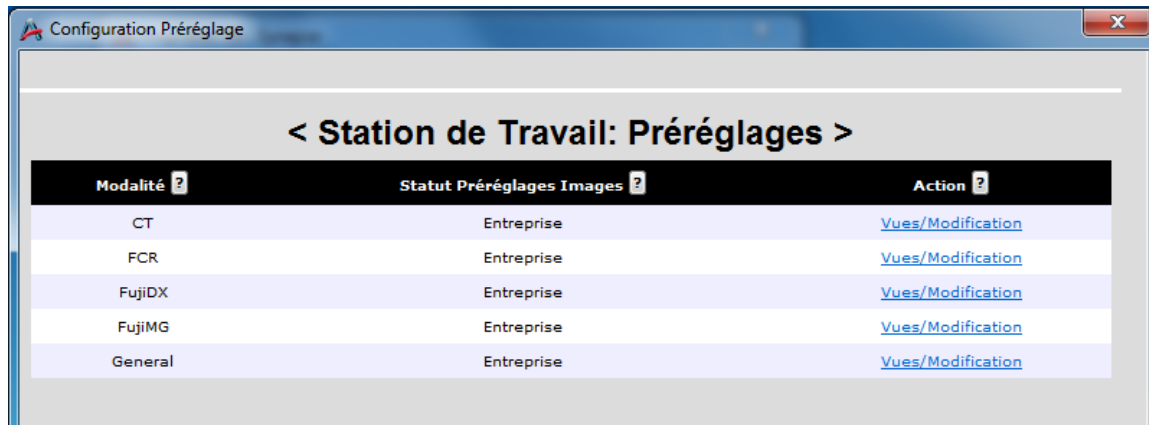 Configuration Préréglage
< Station de Travail: Préréglages >
Modalité ? Statut Préréglages Images ? Action ?
CT Entreprise Vues/Modification
FCR Entreprise Vues/Modification
FujiDX Entreprise Vues/Modification
FujiMG Entreprise Vues/Modification
General Entreprise Vues/Modification